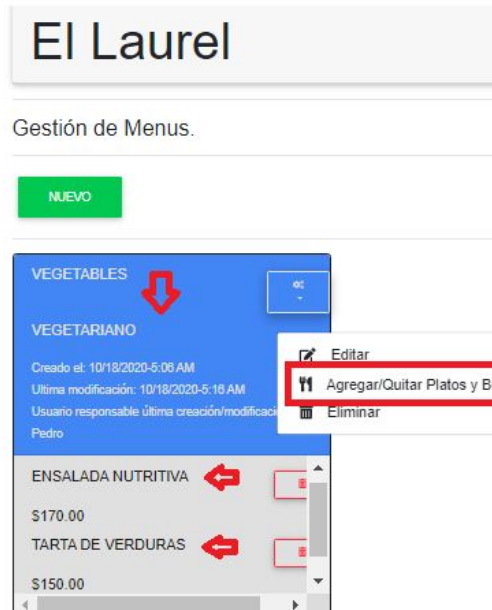 El Laurel
Gestión de Menus.
NUEVO
VEGETABLES
VEGETARIANO
Editar
Creado el: 10/18/2020-5:06 AM
Agregar/Quitar Platos y B
Ultima modificación: 10/18/2020-5:16 AM
Usuario responsable última creación/modificaci
Eliminar
Pedro
ENSALADA NUTRITIVA
$170.00
TARTA DE VERDURAS
$150.00